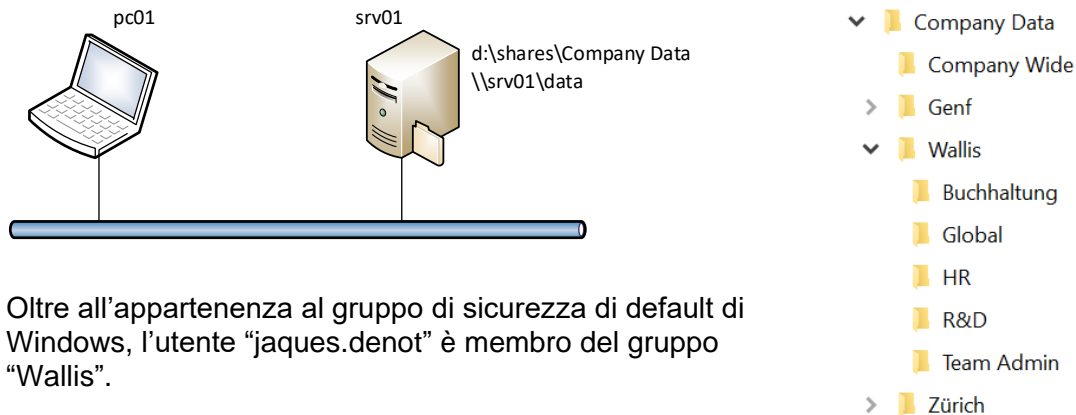 pc01
srv01
d:\shares\Company Data
\\srv01\data
Oltre all’appartenenza al gruppo di sicurezza di default di
Windows, l’utente “jaques.denot” è membro del gruppo
“Wallis”.
Company Data
Company Wide
Genf
Wallis
Buchhaltung
Global
HR
R&D
Team Admin
Zürich